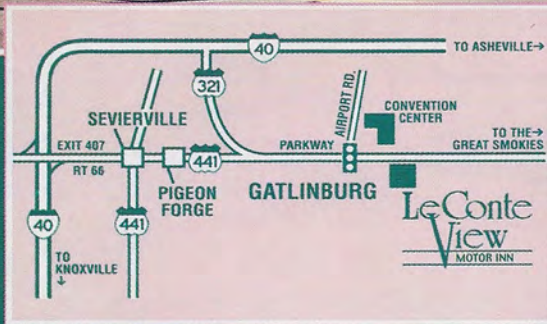 40
TO ASHEVILLE→
321
AIRPORT RD.
CONVENTION
CENTER
SEVIERVILLE
EXIT 407
RT 66
441
PARKWAY
TO THE→
GREAT SMOKIES
PIGEON
FORGE
GATLINBURG
LeConte
View
MOTOR INN
40
441
TO
KNOXVILLE
↓